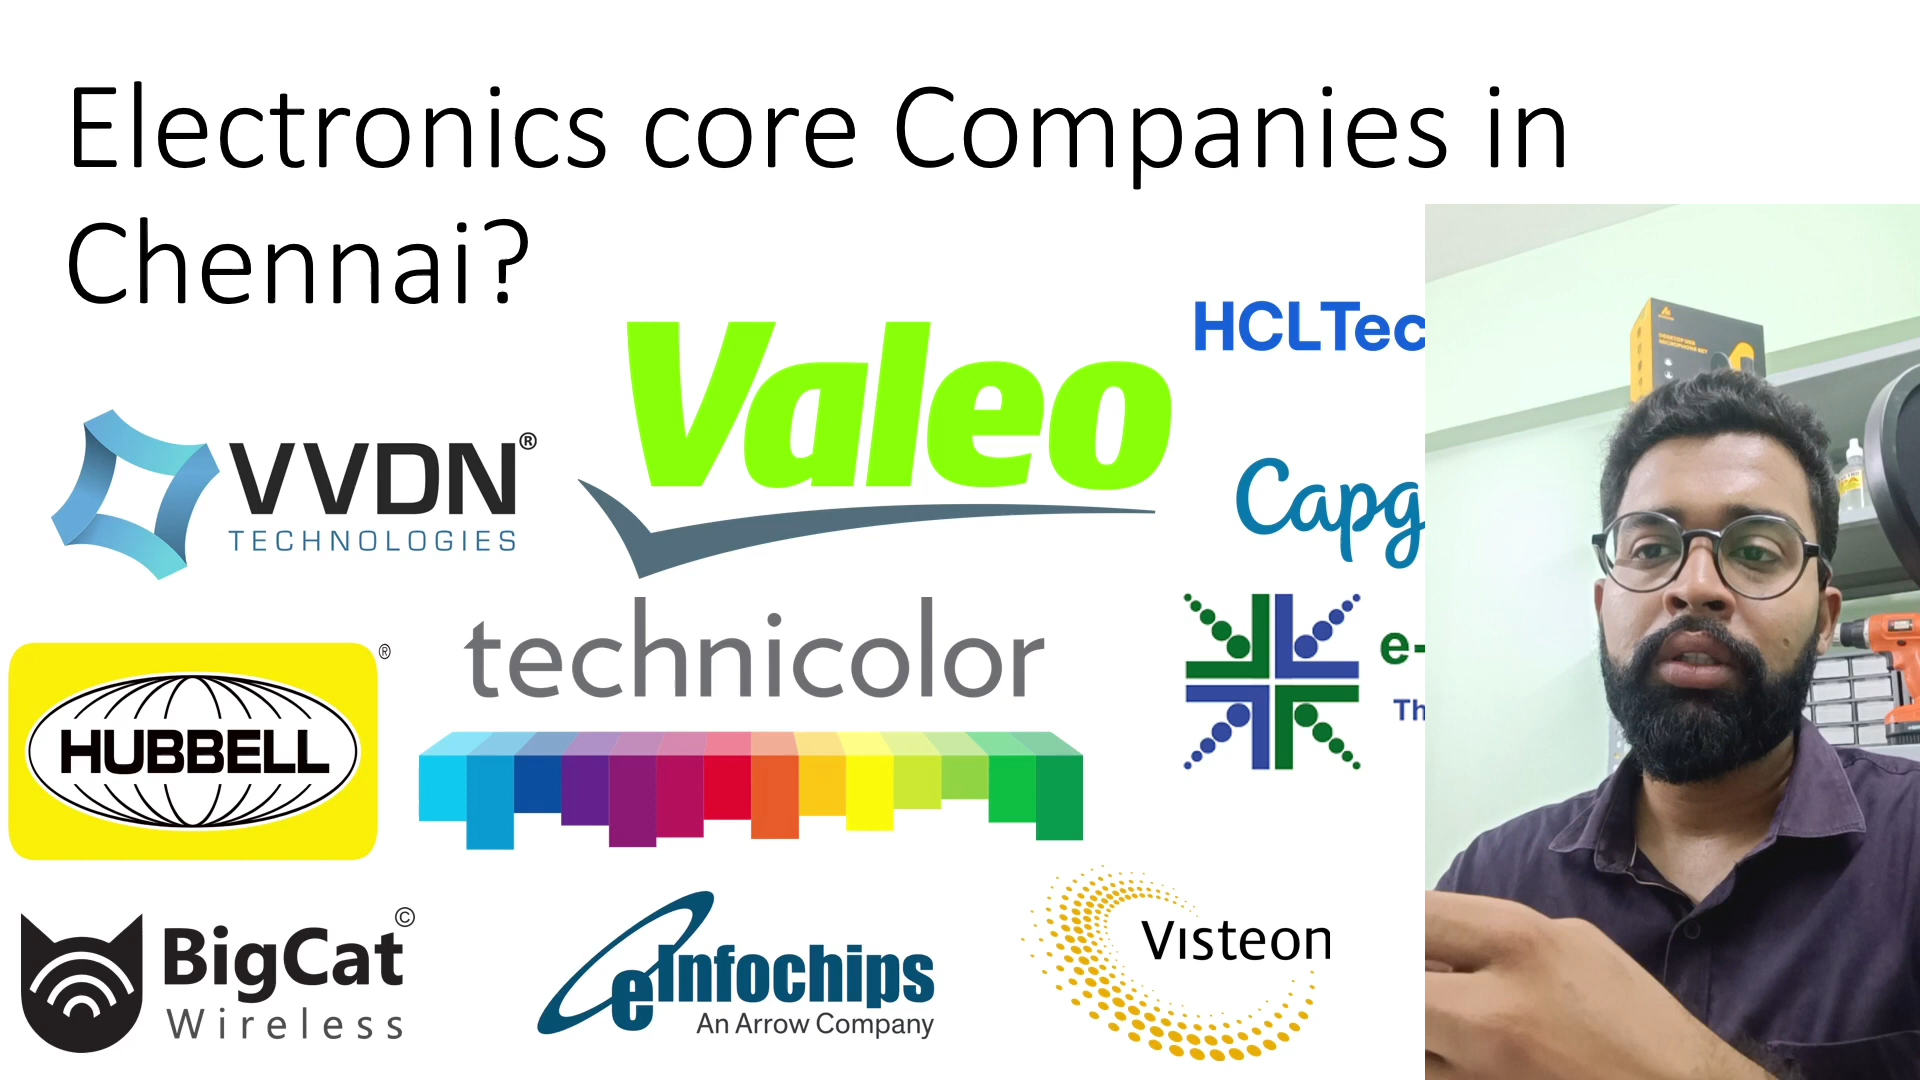 Electronics core Companies in
Chennai?
HCLTec
Valeo
VVDN®
TECHNOLOGIES
Capg
technicolor
e-
Th
HUBBELL
®
BigCat©
Wireless
eInfochips
An Arrow Company
Visteon